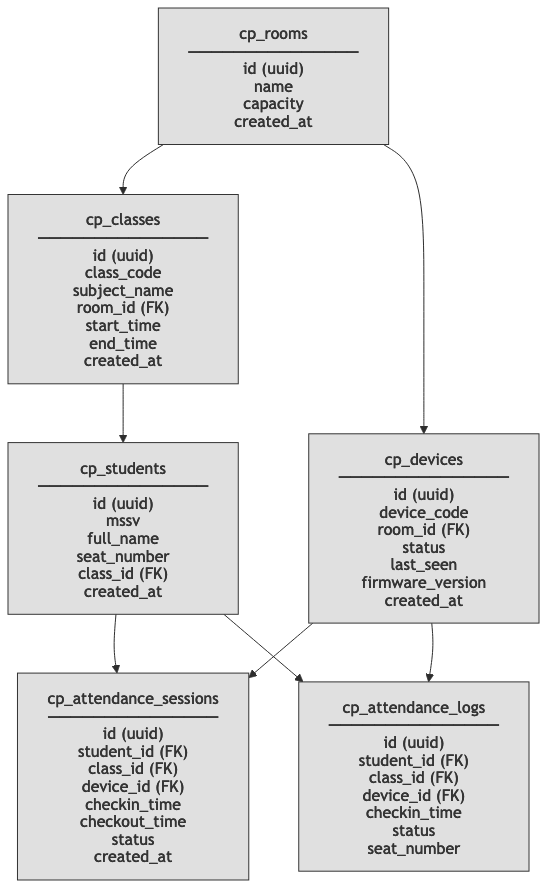 cp_rooms
id (uuid)
name
capacity
created_at
cp_classes
id (uuid)
class_code
subject_name
room_id (FK)
start_time
end_time
created_at
cp_students
id (uuid)
mssv
full_name
seat_number
class_id (FK)
created_at
cp_devices
id (uuid)
device_code
room_id (FK)
status
last_seen
firmware_version
created_at
cp_attendance_sessions
id (uuid)
student_id (FK)
class_id (FK)
device_id (FK)
checkin_time
checkout_time
status
created_at
cp_attendance_logs
id (uuid)
student_id (FK)
class_id (FK)
device_id (FK)
checkin_time
status
seat_number